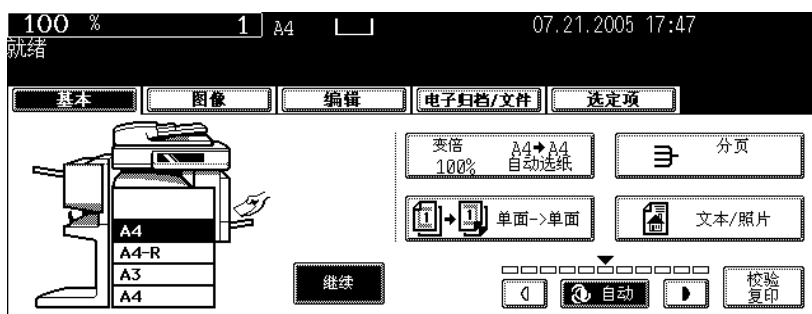 100 % 1 A4 07.21.2005 17:47
就绪
基本 图像 编辑 电子归档/文件 选定项
变倍 A4→A4 分页
100% 自动选纸
1→1 单面->单面 文本/照片
A4
A4-R
A3
A4
继续
自动 校验
复印